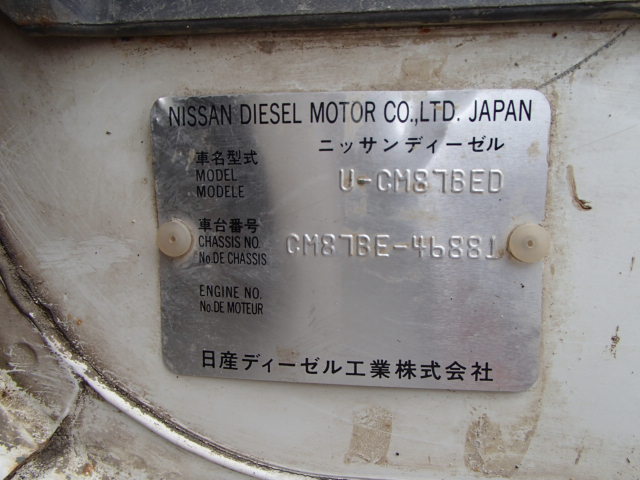 NISSAN DIESEL MOTOR CO.,LTD. JAPAN
ニッサンディーゼル
車名型式
MODEL
MODELE
U-CM87BED
車台番号
CHASSIS NO.
No.DE CHASSIS
CM87BE-46881
ENGINE NO.
No.DE MOTEUR
日産ディーゼル工業株式会社